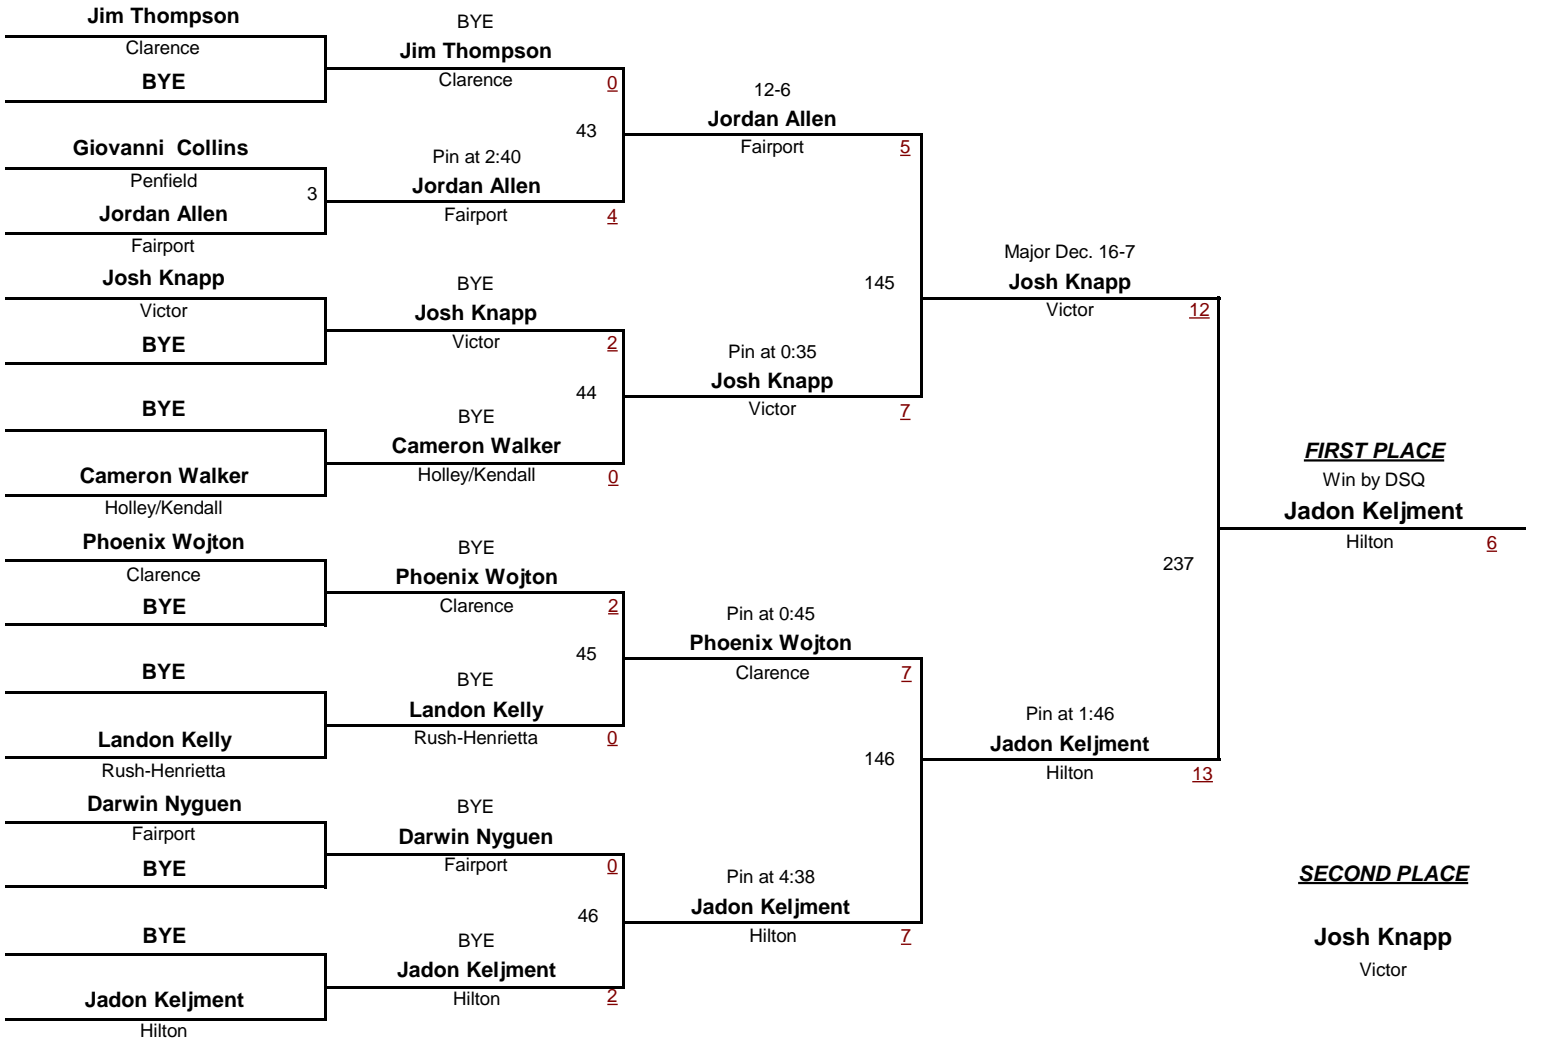 Jim Thompson
Clarence
BYE
Giovanni  Collins
Penfield
3
Jordan Allen
Fairport
Josh Knapp
Victor
BYE
BYE
Cameron Walker
Holley/Kendall
Phoenix Wojton
Clarence
BYE
BYE
Landon Kelly
Rush-Henrietta
Darwin Nyguen
Fairport
BYE
BYE
Jadon Keljment
Hilton
BYE
Jim Thompson
Clarence
0
43
Pin at 2:40
Jordan Allen
Fairport
4
BYE
Josh Knapp
Victor
2
44
BYE
Cameron Walker
Holley/Kendall
0
BYE
Phoenix Wojton
Clarence
2
45
BYE
Landon Kelly
Rush-Henrietta
0
BYE
Darwin Nyguen
Fairport
0
46
BYE
Jadon Keljment
Hilton
2
12-6
Jordan Allen
Fairport
5
145
Pin at 0:35
Josh Knapp
Victor
7
Pin at 0:45
Phoenix Wojton
Clarence
7
146
Pin at 4:38
Jadon Keljment
Hilton
7
Major Dec. 16-7
Josh Knapp
Victor
12
237
Pin at 1:46
Jadon Keljment
Hilton
13
FIRST PLACE
Win by DSQ
Jadon Keljment
Hilton
6
SECOND PLACE
Josh Knapp
Victor